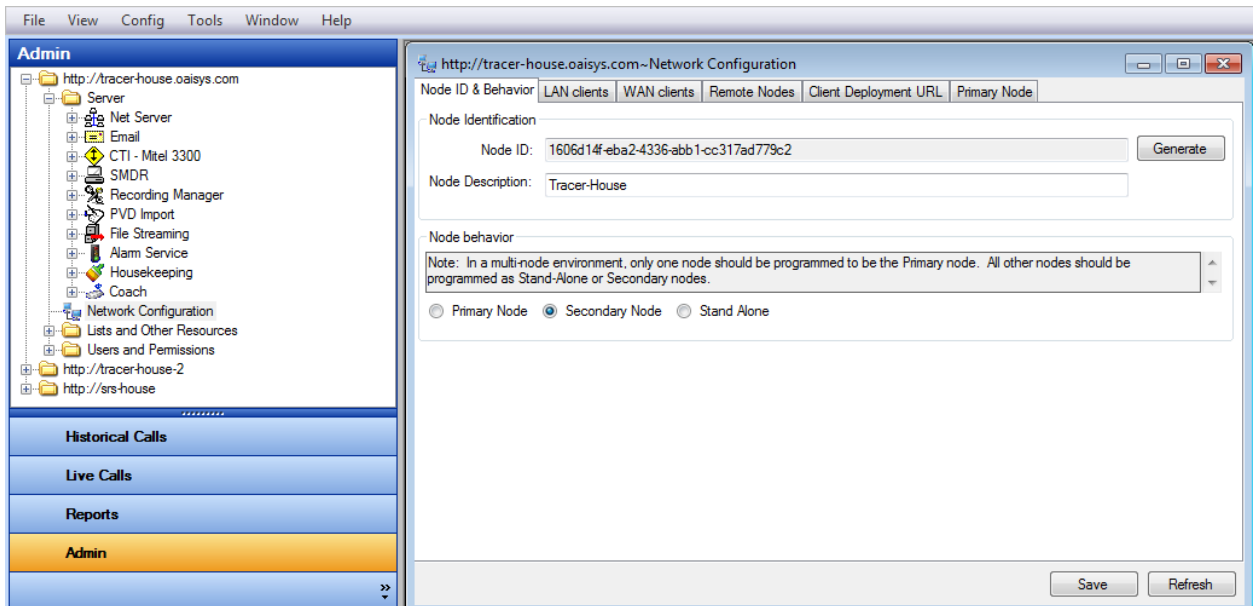 File View Config Tools Window Help
Admin
http://tracer-house.oaisys.com
Server
Net Server
Email
CTI - Mitel 3300
SMDR
Recording Manager
PVD Import
File Streaming
Alarm Service
Housekeeping
Coach
Network Configuration
Lists and Other Resources
Users and Permissions
http://tracer-house-2
http://srs-house
Historical Calls
Live Calls
Reports
Admin
http://tracer-house.oaisys.com~Network Configuration
Node ID & Behavior LAN clients WAN clients Remote Nodes Client Deployment URL Primary Node
Node Identification
Node ID: 1606d14f-eba2-4336-abb1-cc317ad779c2 Generate
Node Description: Tracer-House
Node behavior
Note: In a multi-node environment, only one node should be programmed to be the Primary node. All other nodes should be
programmed as Stand-Alone or Secondary nodes.
Primary Node Secondary Node Stand Alone
Save Refresh